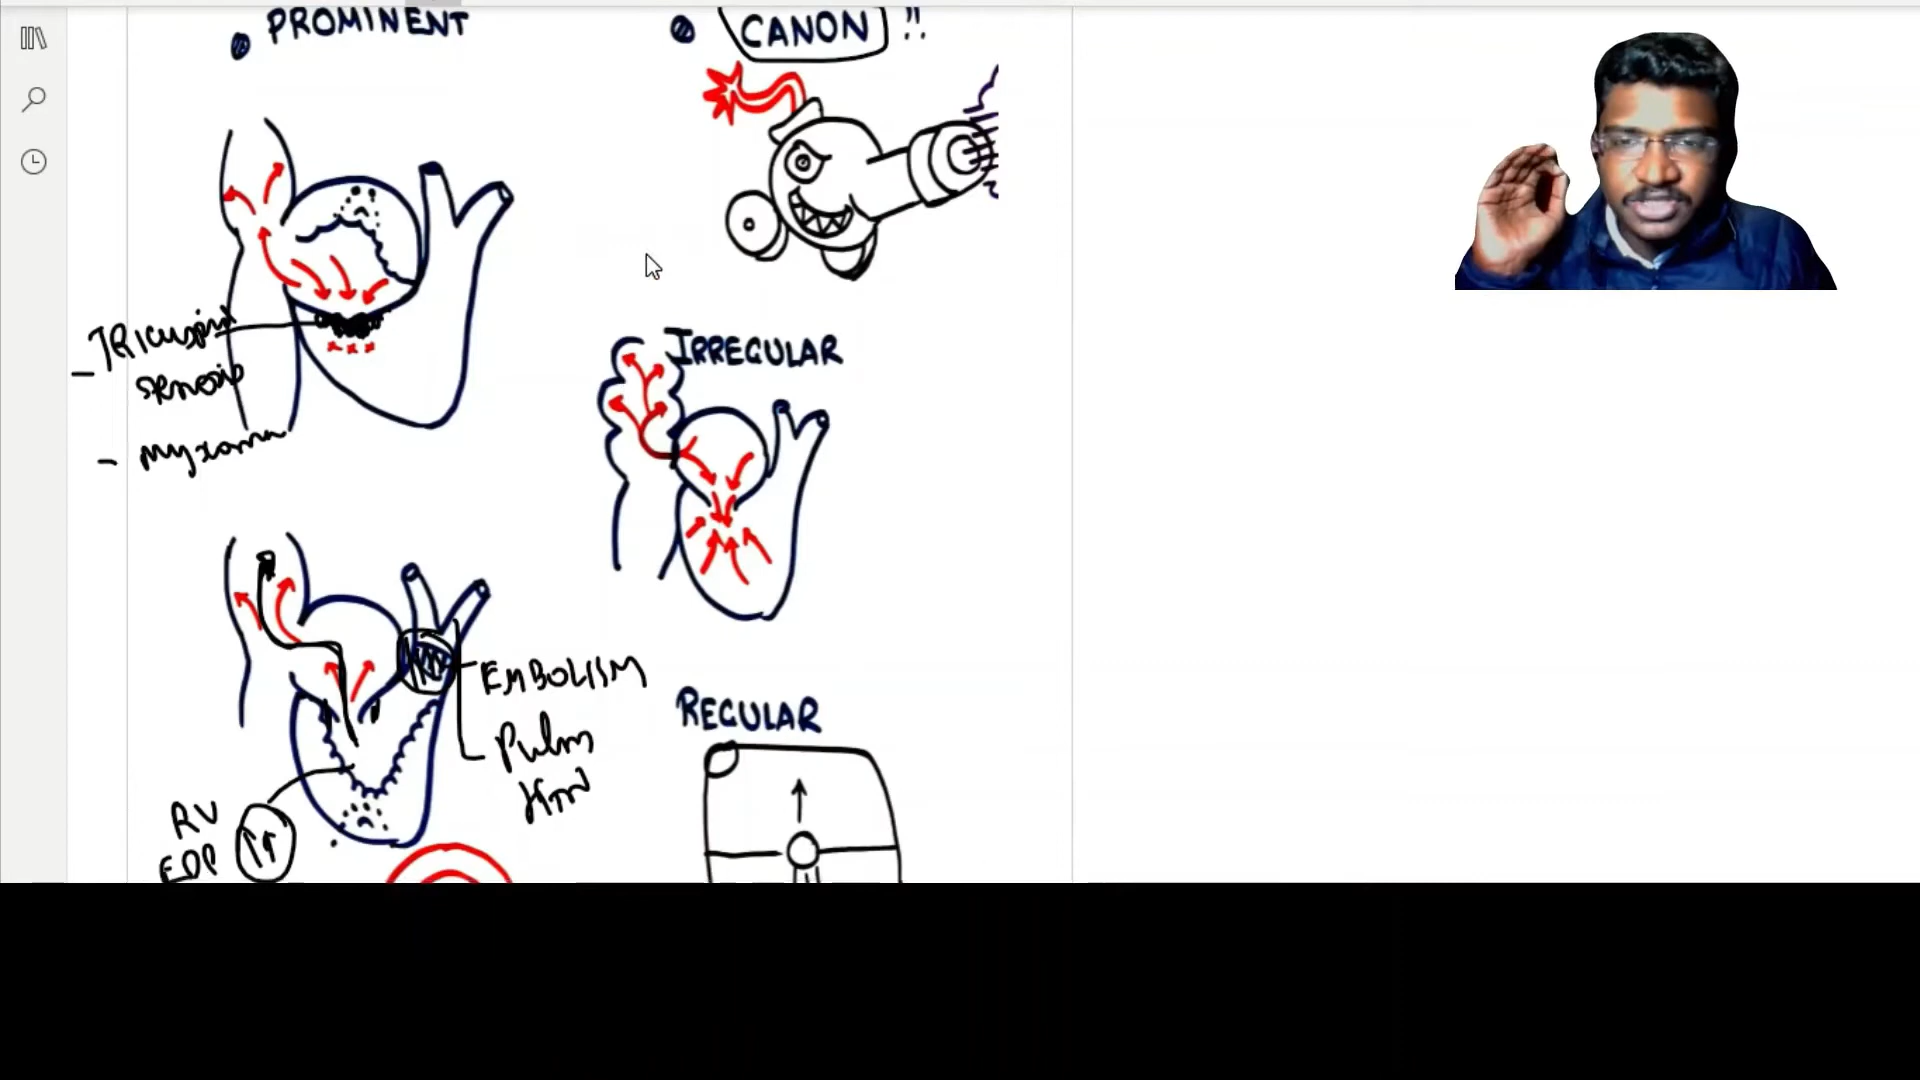 PROMINENT
CANON !!
TRICUSPID
STENOSIS
IRREGULAR
- MYXOMA
EMBOLISM
Pulm
HTN
REGULAR
RV
EDP